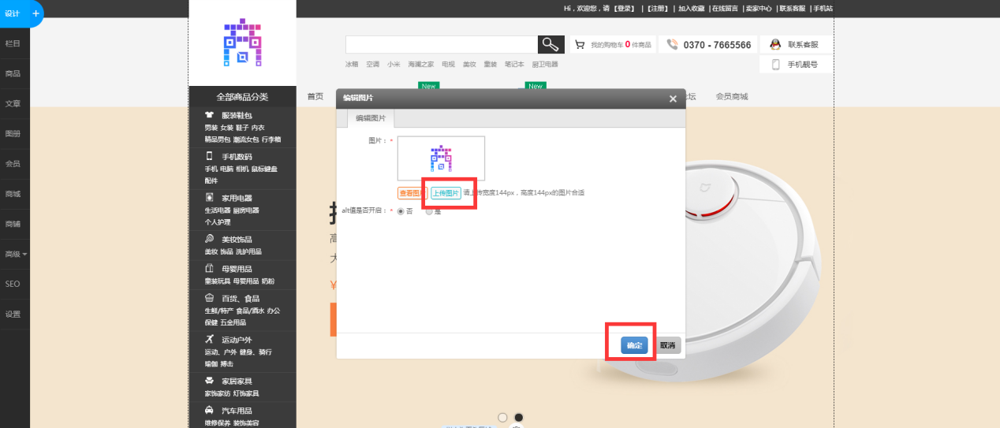 设计 +
栏目
商品
文章
图册
会员
商城
商铺
高级
SEO
设置
Hi，欢迎您，请 【登录】 |【注册】| 加入收藏 |在线留言 |卖家中心 |联系客服 |手机站
我的购物车 0 件商品
0370 - 7665566
联系客服
手机靓号
冰箱 空调 小米 海澜之家 电视 美妆 童装 笔记本 厨卫电器
New
New
全部商品分类
首页
坛
会员商城
服装鞋包
男装 女装 鞋子 内衣
精品男包 潮流女包 行李箱
手机数码
手机 电脑 相机 鼠标键盘
配件
家用电器
生活电器 厨房电器
个人护理
美妆饰品
美妆 饰品 洗护用品
母婴用品
童装玩具 母婴用品 奶粉
百货、食品
生鲜/特产 食品/酒水 办公
保健 五金用品
运动户外
运动、户外 健身、骑行
瑜伽 搏击
家居家具
家饰家纺 灯饰家具
汽车用品
维修保养 装饰美容
高
大
¥
编辑图片
编辑图片
图片： *
查看图片 上传图片 请上传宽度144px，高度144px的图片合适
alt值是否开启： * 否 是
确定 取消